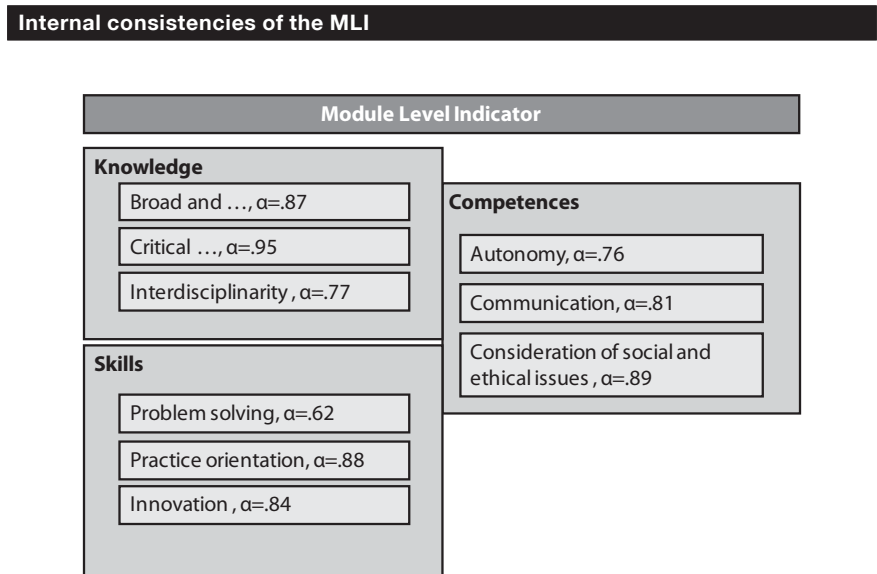 Internal consistencies of the MLI
Module Level Indicator
Knowledge
Broad and …, α=.87
Critical …, α=.95
Interdisciplinarity , α=.77
Skills
Problem solving, α=.62
Practice orientation, α=.88
Innovation , α=.84
Competences
Autonomy, α=.76
Communication, α=.81
Consideration of social and
ethical issues , α=.89